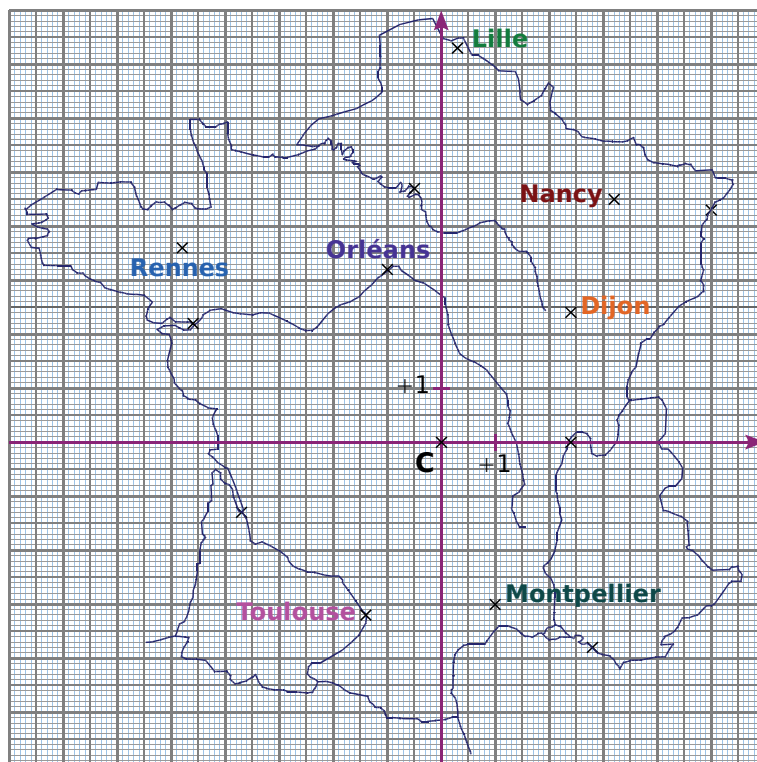 Lille
Nancy
Orléans
Rennes
Dijon
+1
C
+1
Montpellier
Toulouse